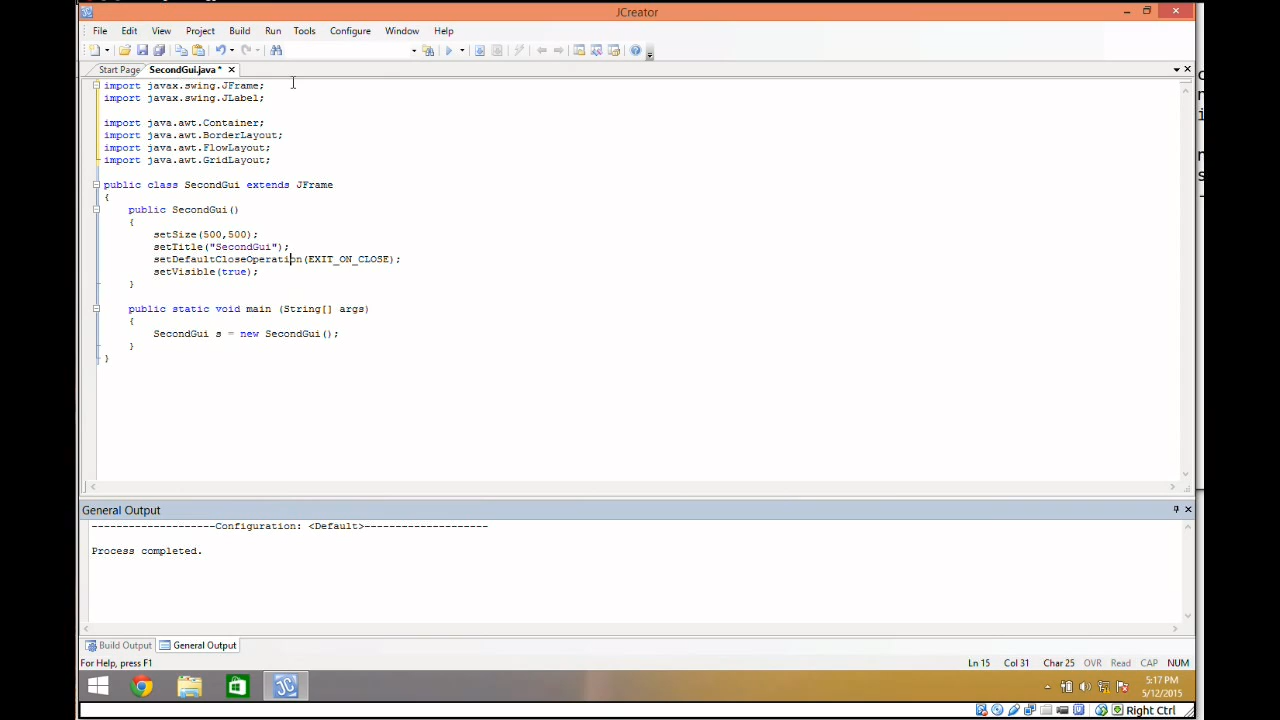 JCreator
File Edit View Project Build Run Tools Configure Window Help
Start Page SecondGui.java *
import javax.swing.JFrame;
import javax.swing.JLabel;
import java.awt.Container;
import java.awt.BorderLayout;
import java.awt.FlowLayout;
import java.awt.GridLayout;
public class SecondGui extends JFrame
{
public SecondGui()
{
setSize(500,500);
setTitle("SecondGui");
setDefaultCloseOperation(EXIT_ON_CLOSE);
setVisible(true);
}
public static void main (String[] args)
{
SecondGui s = new SecondGui();
}
}
General Output
--------------------Configuration: <Default>--------------------
Process completed.
Build Output General Output
For Help, press F1 Ln 15 Col 31 Char 25 OVR Read CAP NUM
5:17 PM
5/12/2015
Right Ctrl